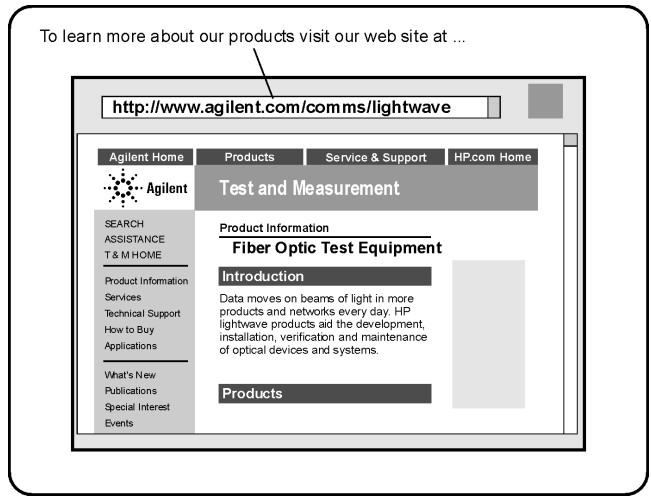 To learn more about our products visit our web site at ...
http://www.agilent.com/comms/lightwave
Agilent Home
Products
Service & Support
HP.com Home
Agilent
Test and Measurement
SEARCH
ASSISTANCE
T & M HOME
Product Information
Services
Technical Support
How to Buy
Applications
What's New
Publications
Special Interest
Events
Product Information
Fiber Optic Test Equipment
Introduction
Data moves on beams of light in more
products and networks every day. HP
lightwave products aid the development,
installation, verification and maintenance
of optical devices and systems.
Products